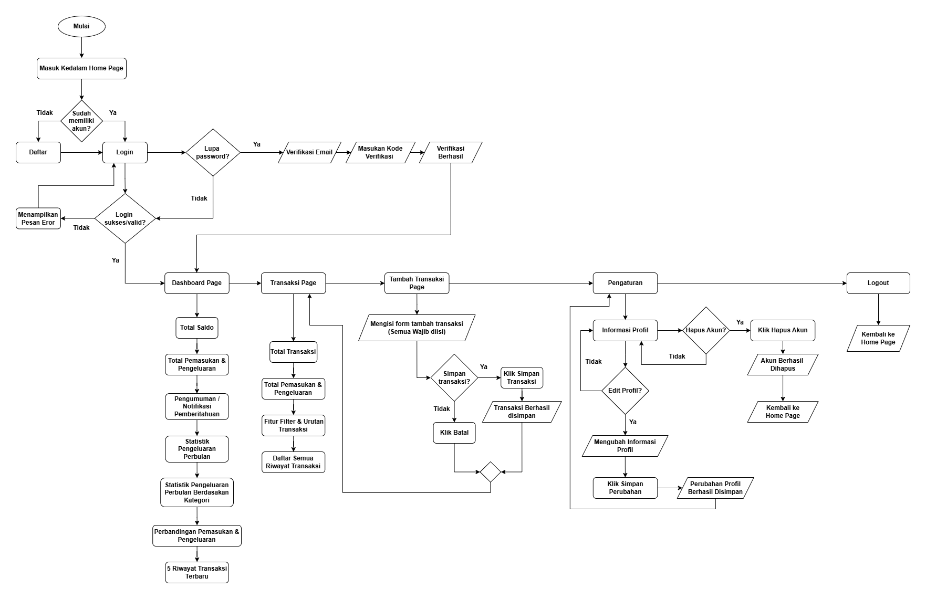 Mulai
Masuk Kedalam Home Page
Sudah
memiliki
akun?
Tidak
Ya
Daftar
Login
Lupa
password?
Ya
Verifikasi Email
Masukan Kode
Verifikasi
Verifikasi
Berhasil
Tidak
Menampilkan
Pesan Eror
Tidak
Login
sukses/valid?
Ya
Dashboard Page
Transaksi Page
Tambah Transaksi
Page
Pengaturan
Logout
Total Saldo
Total Pemasukan &
Pengeluaran
Pengumuman /
Notifikasi
Pemberitahuan
Statistik
Pengeluaran
Perbulan
Statistik Pengeluaran
Perbulan Berdasakan
Kategori
Perbandingan Pemasukan &
Pengeluaran
5 Riwayat Transaksi
Terbaru
Total Transaksi
Total Pemasukan &
Pengeluaran
Fitur Filter & Urutan
Transaksi
Daftar Semua
Riwayat Transaksi
Mengisi form tambah transaksi
(Semua Wajib diisi)
Simpan
transaksi?
Ya
Klik Simpan
Transaksi
Tidak
Transaksi Berhasil
disimpan
Klik Batal
Informasi Profil
Hapus Akun?
Ya
Klik Hapus Akun
Tidak
Tidak
Akun Berhasil
Dihapus
Kembali ke
Home Page
Edit Profil?
Ya
Mengubah Informasi
Profil
Klik Simpan
Perubahan
Perubahan Profil
Berhasil Disimpan
Kembali ke
Home Page